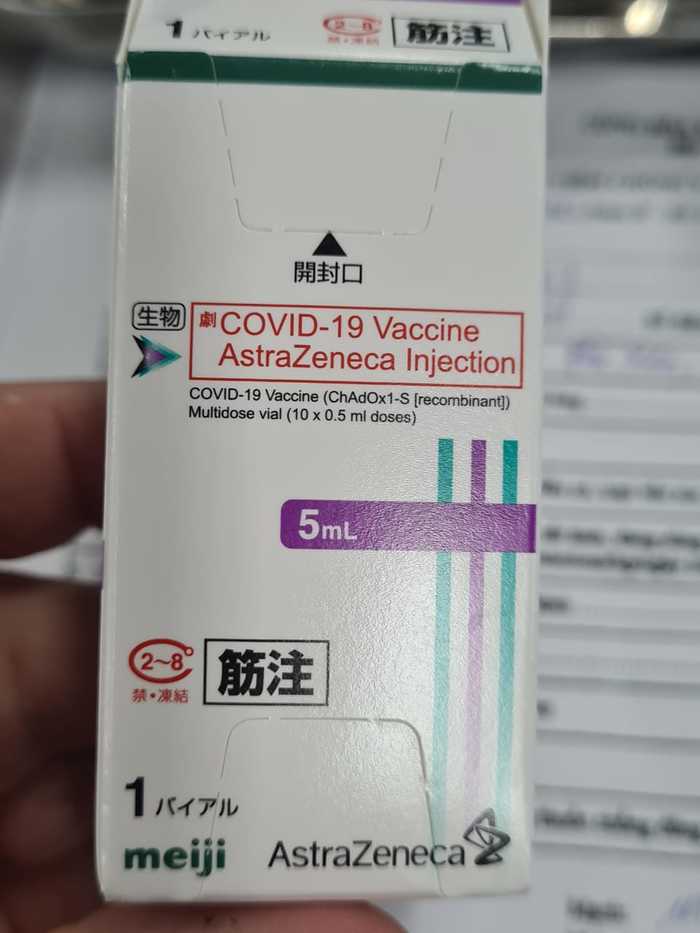 1 バイアル
2~8°
禁・凍結
筋注
開封口
生物
劇 COVID-19 Vaccine
AstraZeneca Injection
COVID-19 Vaccine (ChAdOx1-S [recombinant])
Multidose vial (10 x 0.5 ml doses)
5mL
2~8°
禁・凍結
筋注
1 バイアル
meiji
AstraZeneca